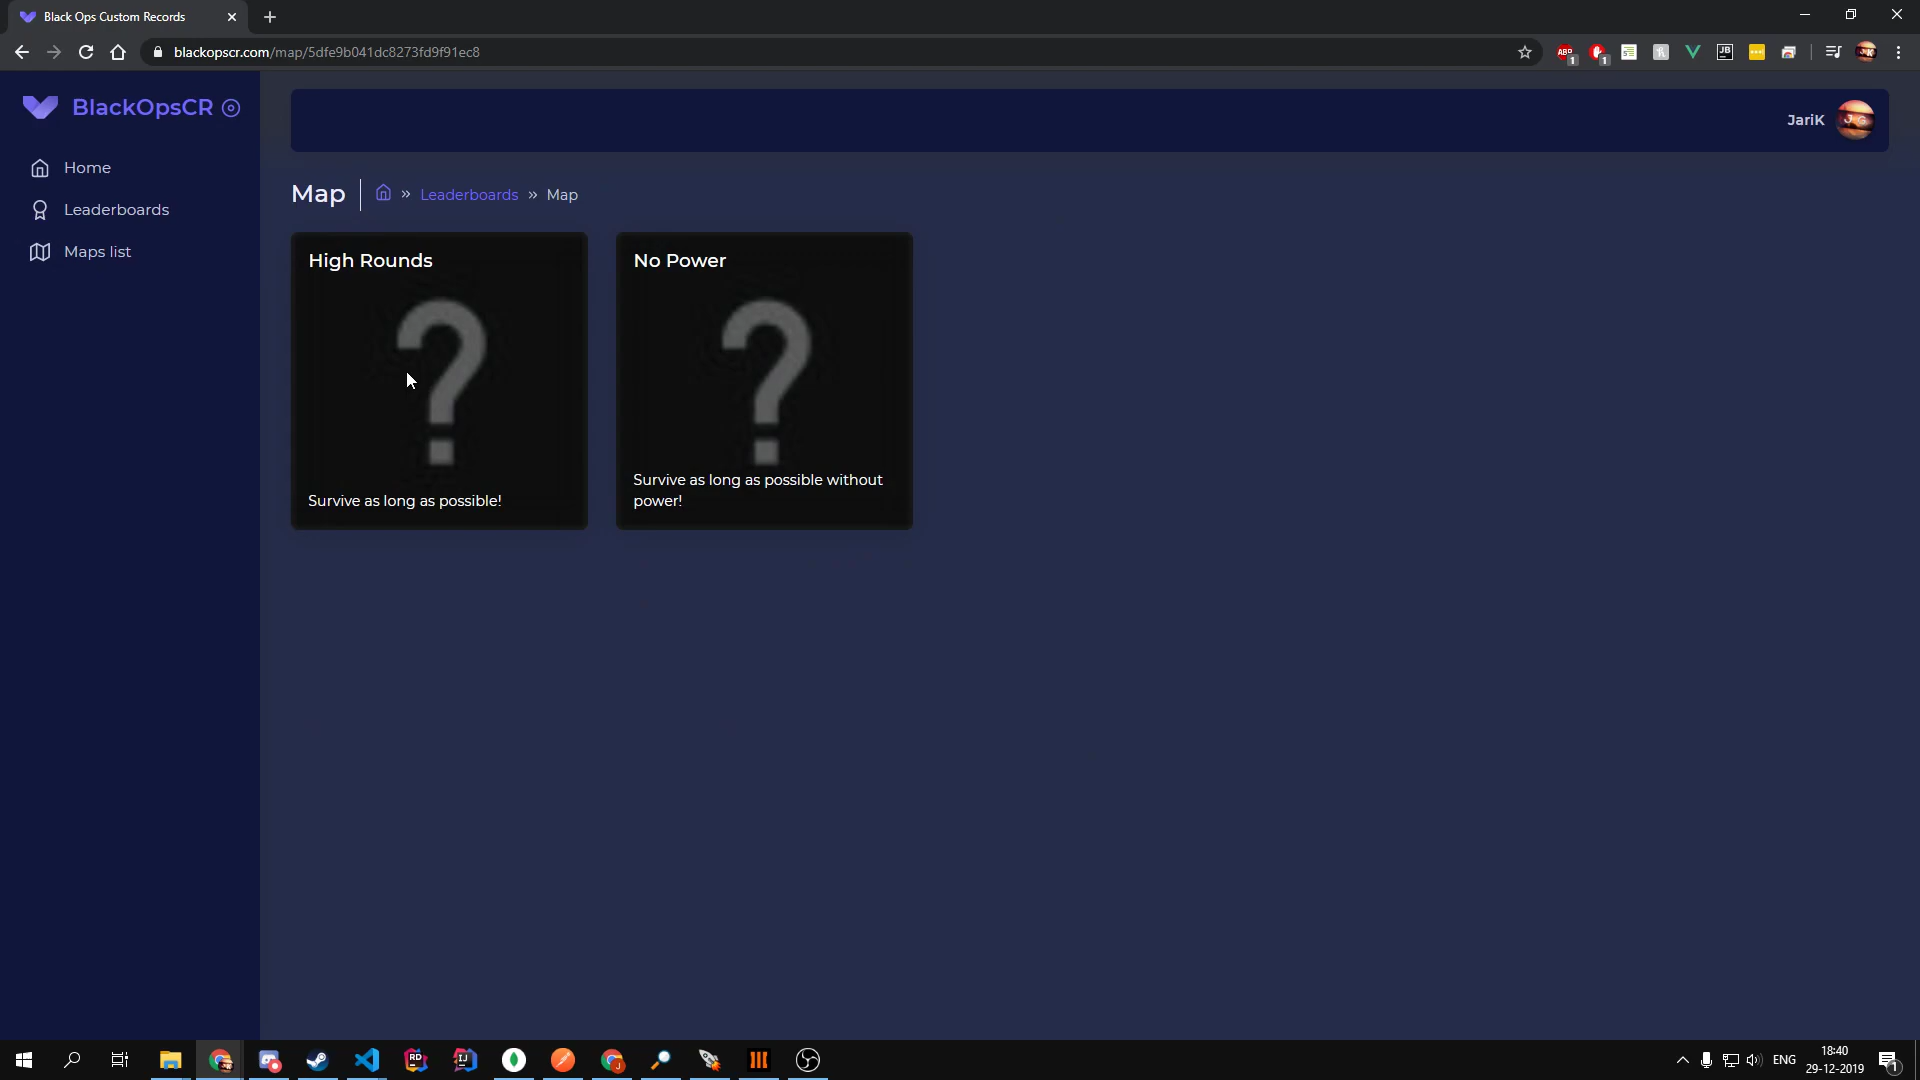 Black Ops Custom Records
blackopscr.com/map/5dfe9b041dc8273fd9f91ec8
BlackOpsCR
JariK
Home
Leaderboards
Maps list
Map
Leaderboards » Map
High Rounds
Survive as long as possible!
No Power
Survive as long as possible without
power!
ENG
18:40
29-12-2019
1